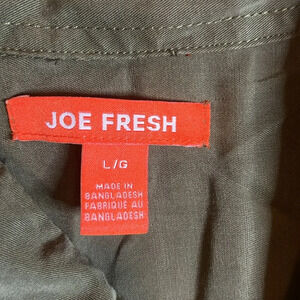 JOE FRESH
L/G
MADE IN
BANGLADESH
FABRIQUÉ AU
BANGLADESH